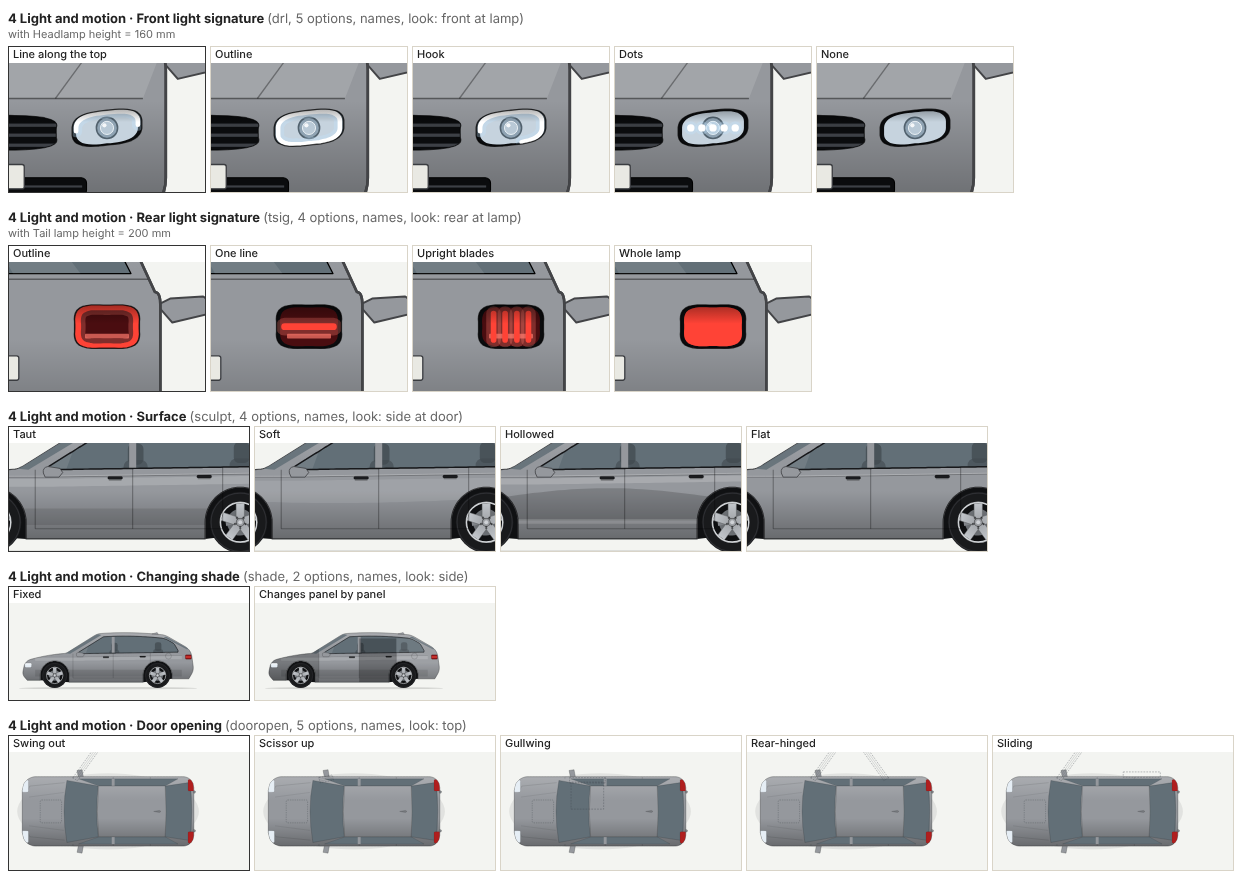 4 Light and motion · Front light signature (drl, 5 options, names, look: front at lamp)
with Headlamp height = 160 mm
Line along the top
Outline
Hook
Dots
None
4 Light and motion · Rear light signature (tsig, 4 options, names, look: rear at lamp)
with Tail lamp height = 200 mm
Outline
One line
Upright blades
Whole lamp
4 Light and motion · Surface (sculpt, 4 options, names, look: side at door)
Taut
Soft
Hollowed
Flat
4 Light and motion · Changing shade (shade, 2 options, names, look: side)
Fixed
Changes panel by panel
4 Light and motion · Door opening (dooropen, 5 options, names, look: top)
Swing out
Scissor up
Gullwing
Rear-hinged
Sliding